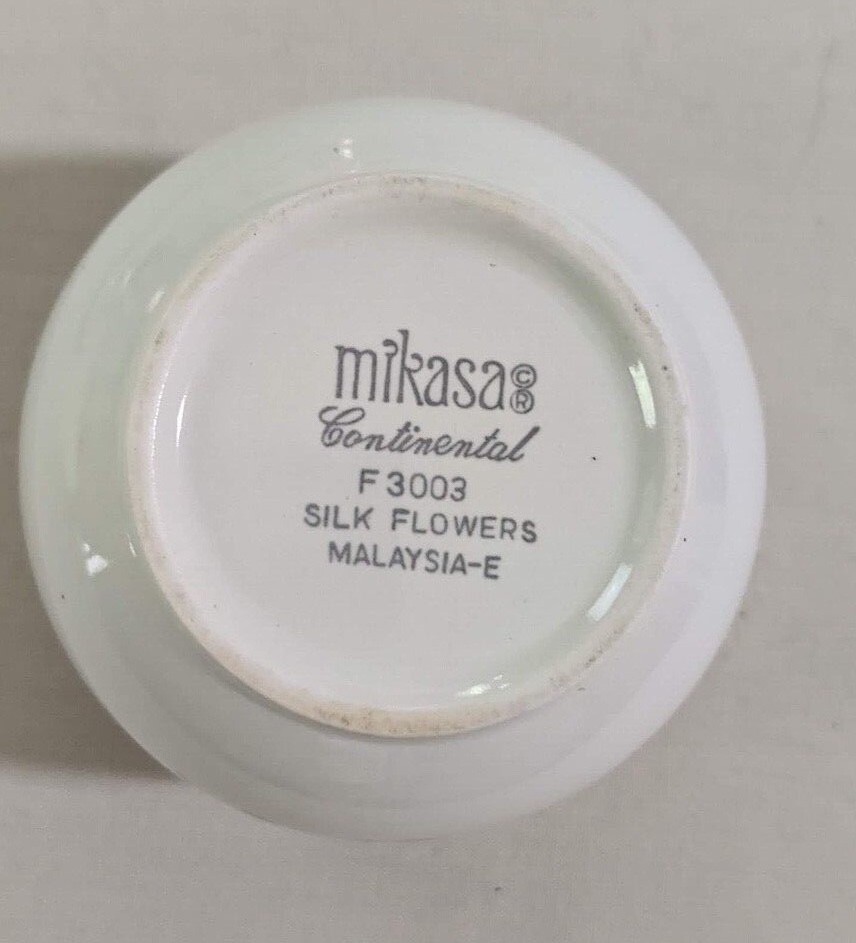 mikasa ©®
Continental
F 3003
SILK FLOWERS
MALAYSIA-E